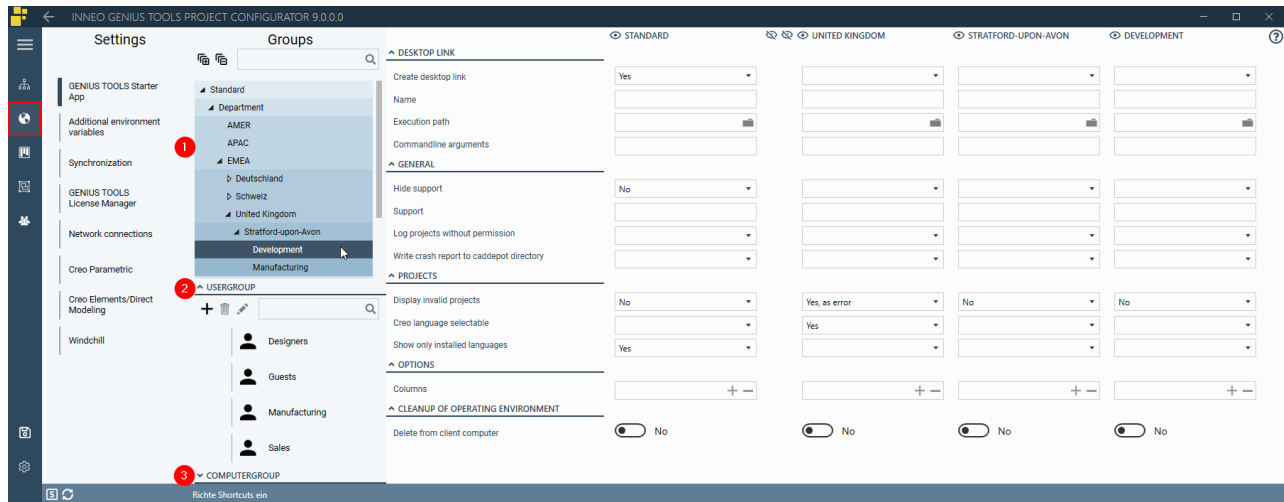 INNEO GENIUS TOOLS PROJECT CONFIGURATOR 9.0.0.0
Settings
GENIUS TOOLS Starter
App
Additional environment
variables
Synchronization
GENIUS TOOLS
License Manager
Network connections
Creo Parametric
Creo Elements/Direct
Modeling
Windchill
Groups
1
Standard
Department
AMER
APAC
EMEA
Deutschland
Schweiz
United Kingdom
Stratford-upon-Avon
Development
Manufacturing
2
USERGROUP
Designers
Guests
Manufacturing
Sales
3
COMPUTERGROUP
STANDARD UNITED KINGDOM STRATFORD-UPON-AVON DEVELOPMENT
DESKTOP LINK
Create desktop link Yes
Name
Execution path
Commandline arguments
GENERAL
Hide support No
Support
Log projects without permission
Write crash report to caddepot directory
PROJECTS
Display invalid projects No Yes, as error No No
Creo language selectable Yes
Show only installed languages Yes
OPTIONS
Columns
CLEANUP OF OPERATING ENVIRONMENT
Delete from client computer No No No No
Richte Shortcuts ein